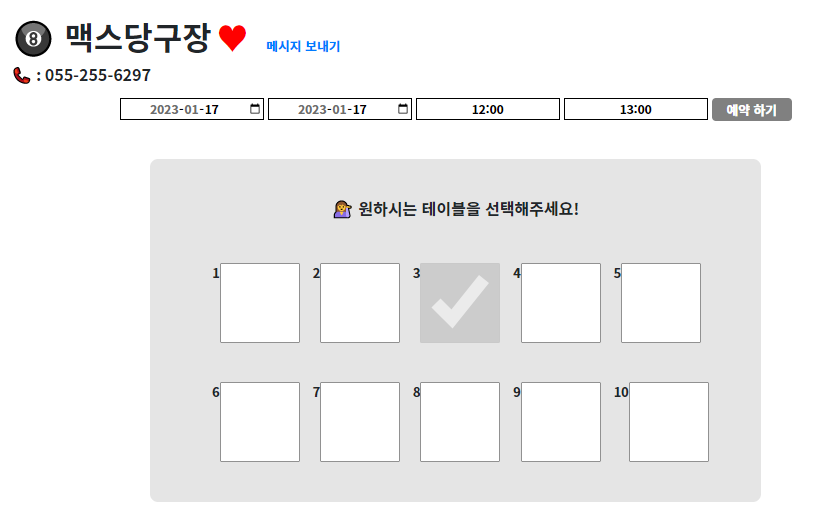 맥스당구장 메시지 보내기
: 055-255-6297
2023-01-17 2023-01-17 12:00 13:00 예약 하기
원하시는 테이블을 선택해주세요!
1 2 3 4 5
6 7 8 9 10